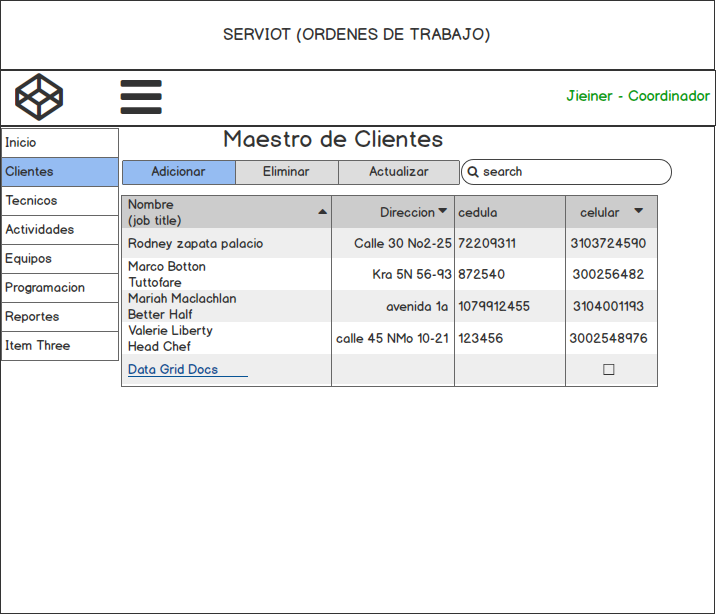 SERVIOT (ORDENES DE TRABAJO)
Jieiner - Coordinador
Inicio
Clientes
Tecnicos
Actividades
Equipos
Programacion
Reportes
Item Three
Maestro de Clientes
Adicionar Eliminar Actualizar search
Nombre
(job title) Direccion cedula celular
Rodney zapata palacio Calle 30 No2-25 72209311 3103724590
Marco Botton
Tuttofare Kra 5N 56-93 872540 300256482
Mariah Maclachlan
Better Half avenida 1a 1079912455 3104001193
Valerie Liberty
Head Chef calle 45 NMo 10-21 123456 3002548976
Data Grid Docs